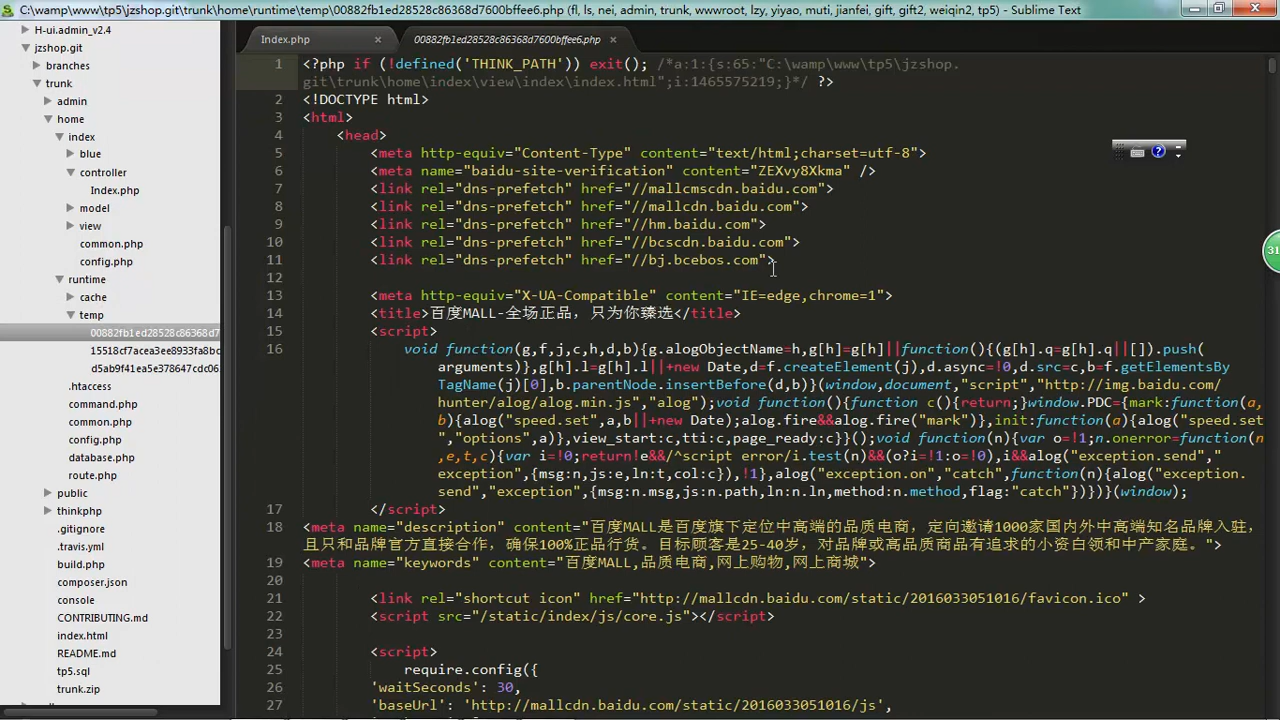 C:\wamp\www\tp5\jzshop.git\trunk\home\runtime\temp\00882fb1ed28528c86368d7600bffee6.php (fl, ls, nei, admin, trunk, wwwroot, lzy, yiyao, muti, jianfei, gift, gift2, weiqin2, tp5) - Sublime Text
H-ui.admin_v2.4
jzshop.git
branches
trunk
admin
home
index
blue
controller
Index.php
model
view
common.php
config.php
runtime
cache
temp
00882fb1ed28528c86368d7
15518cf7acea3ee8933fa8bc
d5ab9f41ea5e378647cdc06
.htaccess
command.php
common.php
config.php
database.php
route.php
public
thinkphp
.gitignore
.travis.yml
build.php
composer.json
console
CONTRIBUTING.md
index.html
README.md
tp5.sql
trunk.zip
Index.php × 00882fb1ed28528c86368d7600bffee6.php ×
1 <?php if (!defined('THINK_PATH')) exit(); /*a:1:{s:65:"C:\wamp\www\tp5\jzshop.
git\trunk\home\index\view\index\index.html";i:1465575219;}*/ ?>
2 <!DOCTYPE html>
3 <html>
4 <head>
5 <meta http-equiv="Content-Type" content="text/html;charset=utf-8">
6 <meta name="baidu-site-verification" content="ZEXvy8Xkma" />
7 <link rel="dns-prefetch" href="//mallcmscdn.baidu.com">
8 <link rel="dns-prefetch" href="//mallcdn.baidu.com">
9 <link rel="dns-prefetch" href="//hm.baidu.com">
10 <link rel="dns-prefetch" href="//bcscdn.baidu.com">
11 <link rel="dns-prefetch" href="//bj.bcebos.com">
12
13 <meta http-equiv="X-UA-Compatible" content="IE=edge,chrome=1">
14 <title>百度MALL-全场正品，只为你臻选</title>
15 <script>
16 void function(g,f,j,c,h,d,b){g.alogObjectName=h,g[h]=g[h]||function(){(g[h].q=g[h].q||[]).push(
arguments)},g[h].l=g[h].l||+new Date,d=f.createElement(j),d.async=!0,d.src=c,b=f.getElementsBy
TagName(j)[0],b.parentNode.insertBefore(d,b)}(window,document,"script","http://img.baidu.com/
hunter/alog/alog.min.js","alog");void function(){function c(){return;}window.PDC={mark:function(a,
b){alog("speed.set",a,b||+new Date);alog.fire&&alog.fire("mark")},init:function(a){alog("speed.set
","options",a)},view_start:c,tti:c,page_ready:c}}();void function(n){var o=!1;n.onerror=function(n
,e,t,c){var i=!0;return!e&&/^script error/i.test(n)&&(o?i=!1:o=!0),i&&alog("exception.send","
exception",{msg:n,js:e,ln:t,col:c}),!1},alog("exception.on","catch",function(n){alog("exception.
send","exception",{msg:n.msg,js:n.path,ln:n.ln,method:n.method,flag:"catch"})})}(window);
17 </script>
18 <meta name="description" content="百度MALL是百度旗下定位中高端的品质电商，定向邀请1000家国内外中高端知名品牌入驻，
且只和品牌官方直接合作，确保100%正品行货。目标顾客是25-40岁，对品牌或高品质商品有追求的小资白领和中产家庭。">
19 <meta name="keywords" content="百度MALL,品质电商,网上购物,网上商城">
20
21 <link rel="shortcut icon" href="http://mallcdn.baidu.com/static/2016033051016/favicon.ico" >
22 <script src="/static/index/js/core.js"></script>
23
24 <script>
25 require.config({
26 'waitSeconds': 30,
27 'baseUrl': 'http://mallcdn.baidu.com/static/2016033051016/js',
31